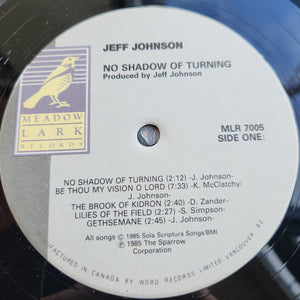 JEFF JOHNSON
NO SHADOW OF TURNING
Produced by Jeff Johnson
MEADOW
LARK
RECORDS
MLR 7005
SIDE ONE:
NO SHADOW OF TURNING (2:12) -J. Johnson-
BE THOU MY VISION O LORD (7:33) -K. McClatchy/
J. Johnson-
THE BROOK OF KIDRON (2:40) -D. Zander-
LILIES OF THE FIELD (2:27) -S. Simpson-
GETHSEMANE (2:45) -J. Johnson-
All songs © 1985 Sola Scriptura Songs/BMI
℗ 1985 The Sparrow
Corporation
MANUFACTURED IN CANADA BY WORD RECORDS LIMITED VANCOUVER, B.C.